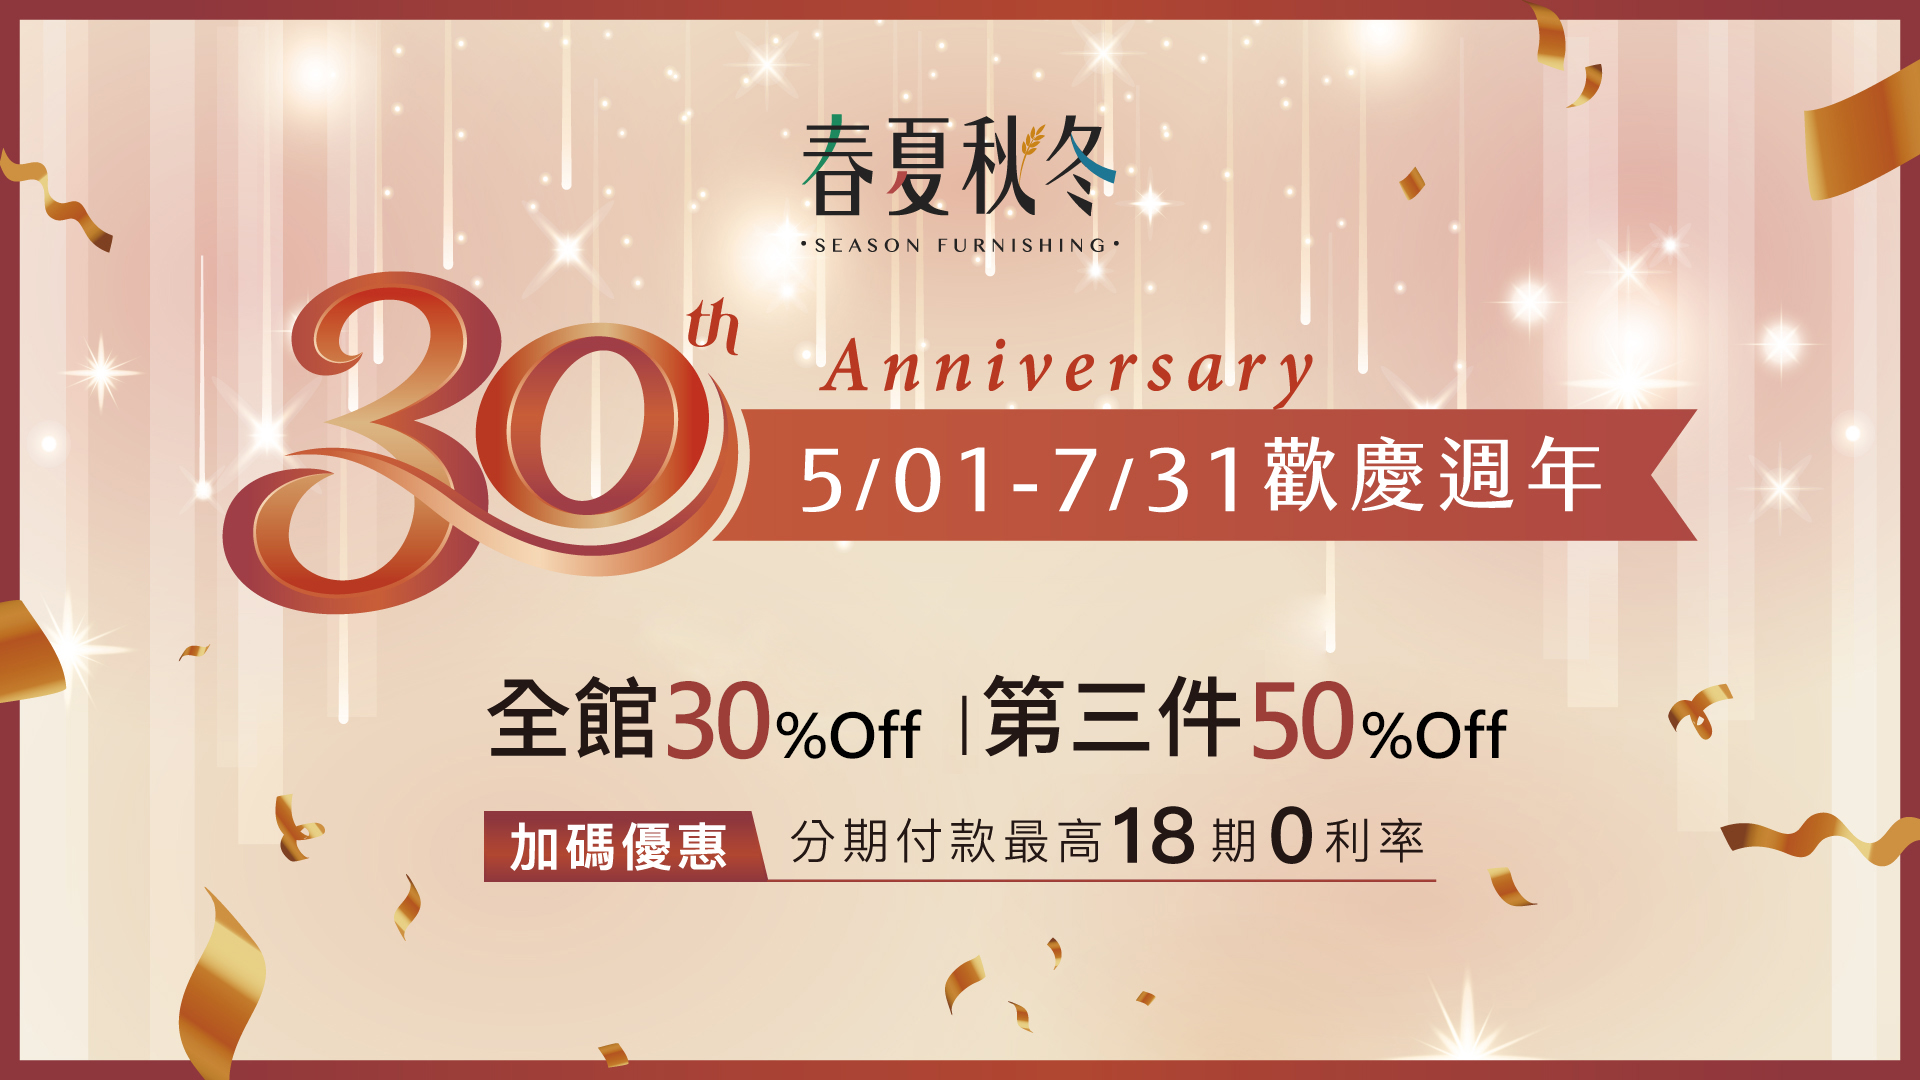 春夏秋冬
•SEASON FURNISHING•
30th
Anniversary
5/01-7/31歡慶週年
全館30%Off | 第三件50%Off
加碼優惠 分期付款最高18期0利率